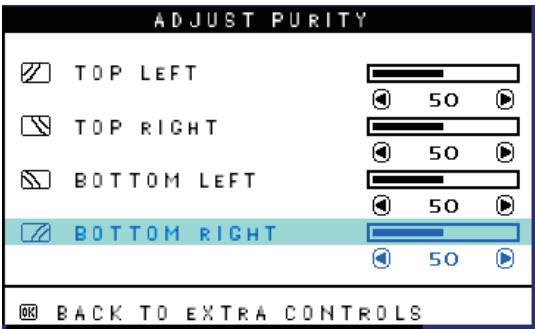 ADJUST PURITY
TOP LEFT
50
TOP RIGHT
50
BOTTOM LEFT
50
BOTTOM RIGHT
50
OK BACK TO EXTRA CONTROLS